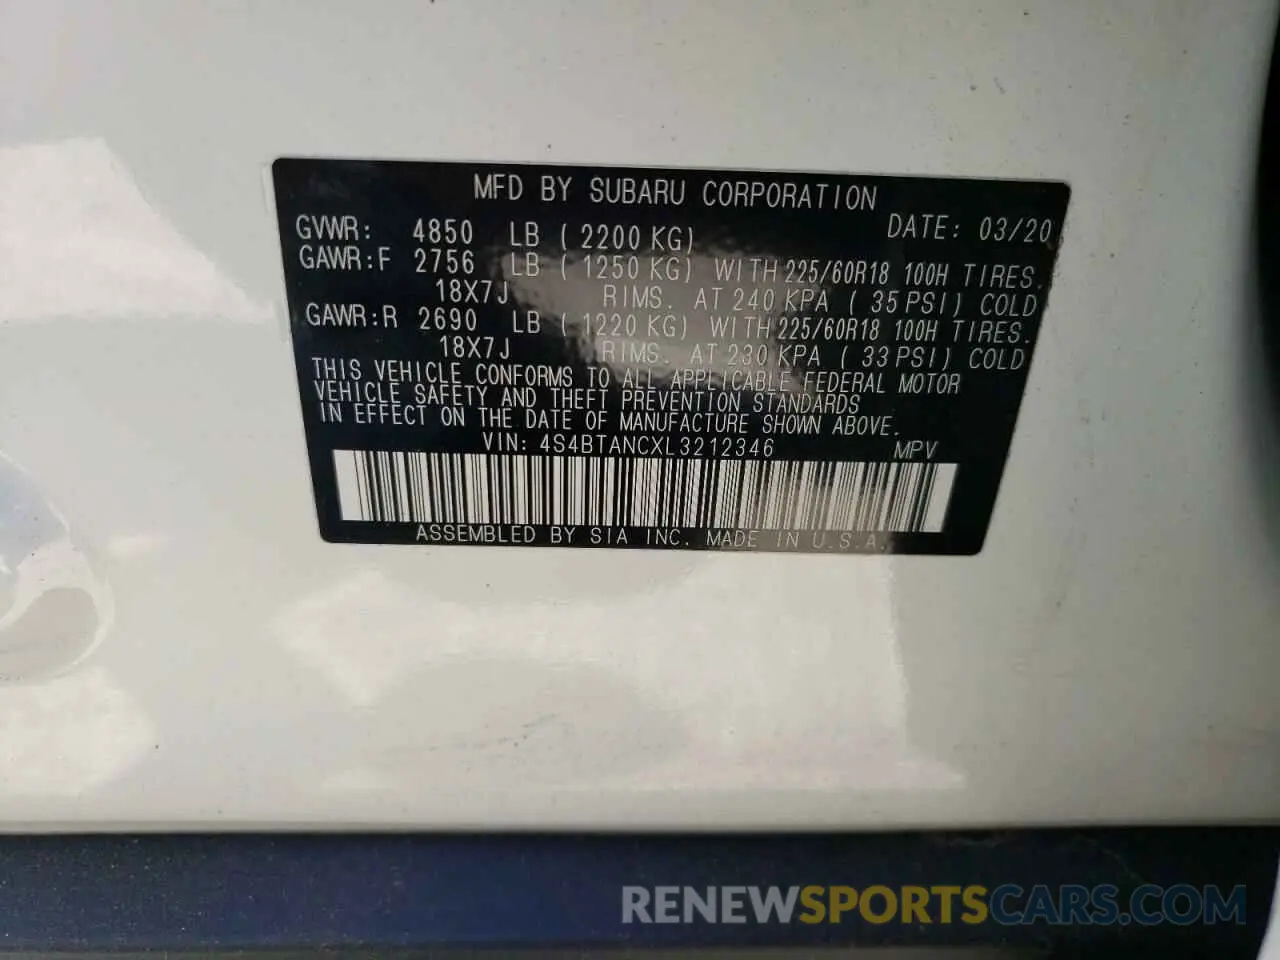 MFD BY SUBARU CORPORATION
DATE: 03/20
GVWR: 4850 LB ( 2200 KG)
GAWR:F 2756 LB ( 1250 KG) WITH 225/60R18 100H TIRES.
18X7J RIMS. AT 240 KPA ( 35 PSI) COLD
GAWR:R 2690 LB ( 1220 KG) WITH 225/60R18 100H TIRES.
18X7J RIMS. AT 230 KPA ( 33 PSI) COLD
THIS VEHICLE CONFORMS TO ALL APPLICABLE FEDERAL MOTOR
VEHICLE SAFETY AND THEFT PREVENTION STANDARDS
IN EFFECT ON THE DATE OF MANUFACTURE SHOWN ABOVE.
VIN: 4S4BTANCXL3212346 MPV
ASSEMBLED BY SIA INC. MADE IN U.S.A.
RENEWSPORTSCARS.COM